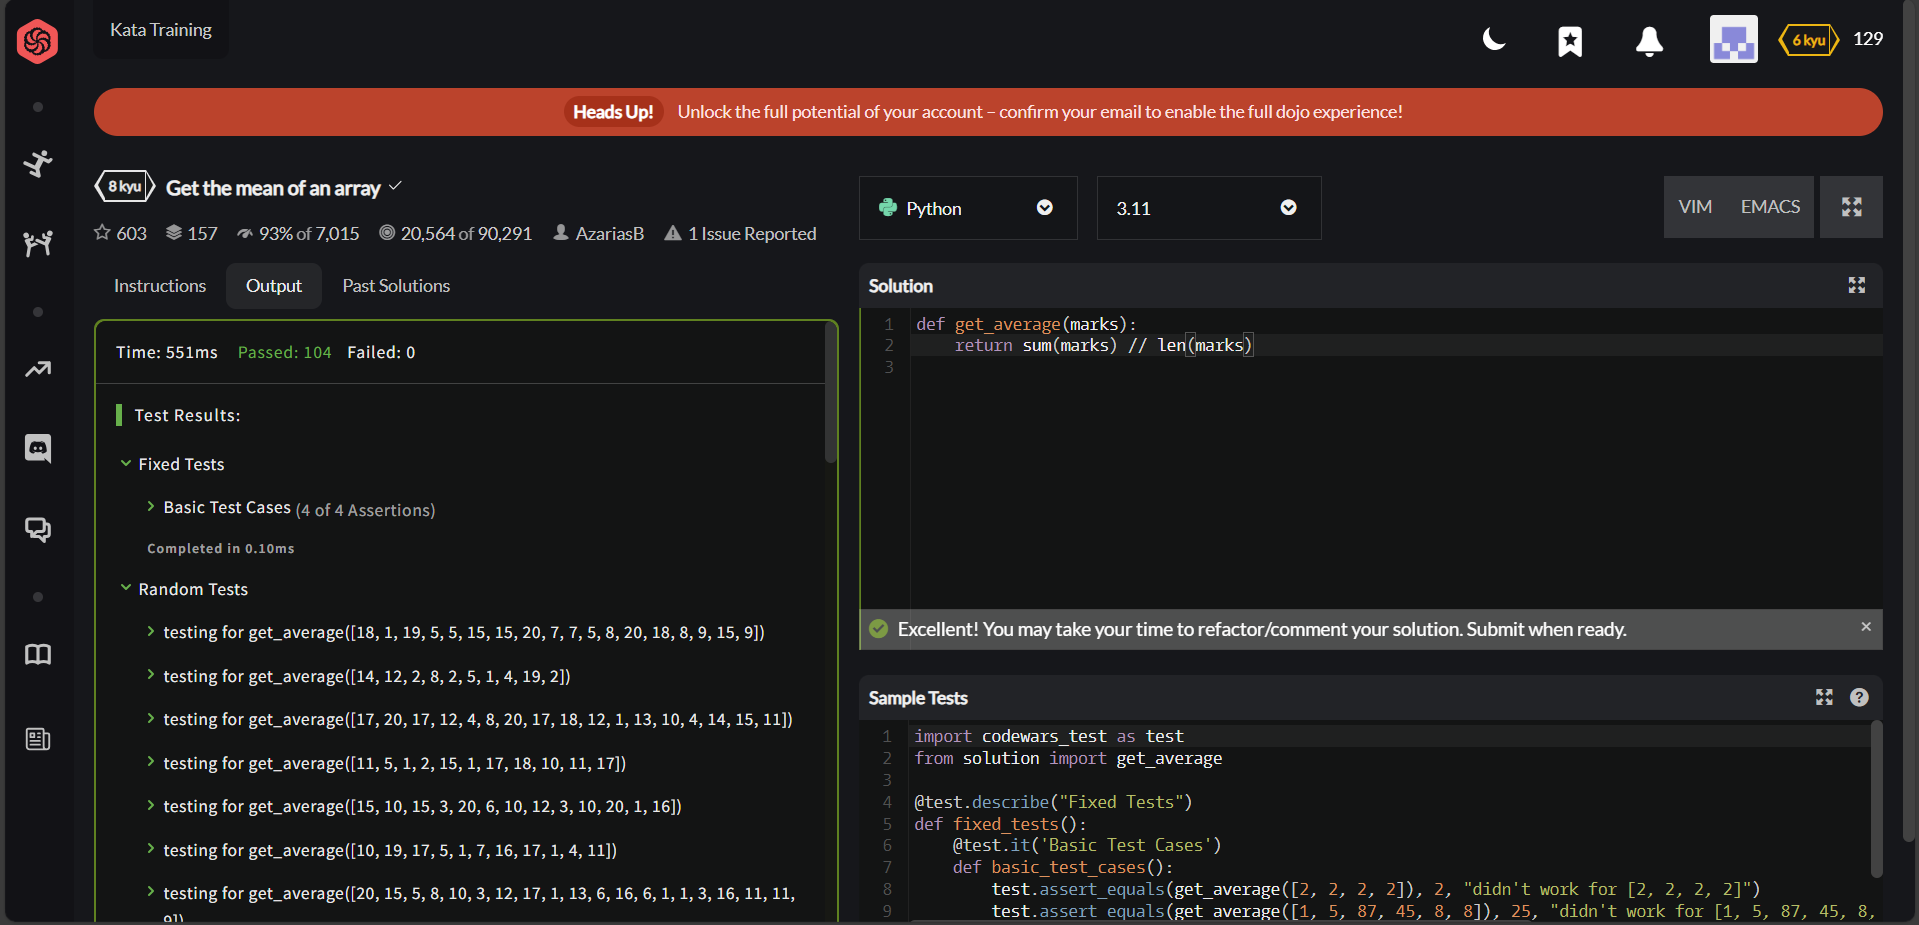 Kata Training
6 kyu
129
Heads Up! Unlock the full potential of your account – confirm your email to enable the full dojo experience!
8 kyu Get the mean of an array
603 157 93% of 7,015 20,564 of 90,291 AzariasB 1 Issue Reported
Python
3.11
VIM EMACS
Instructions Output Past Solutions
Time: 551ms Passed: 104 Failed: 0
Test Results:
Fixed Tests
Basic Test Cases (4 of 4 Assertions)
Completed in 0.10ms
Random Tests
testing for get_average([18, 1, 19, 5, 5, 15, 15, 20, 7, 7, 5, 8, 20, 18, 8, 9, 15, 9])
testing for get_average([14, 12, 2, 8, 2, 5, 1, 4, 19, 2])
testing for get_average([17, 20, 17, 12, 4, 8, 20, 17, 18, 12, 1, 13, 10, 4, 14, 15, 11])
testing for get_average([11, 5, 1, 2, 15, 1, 17, 18, 10, 11, 17])
testing for get_average([15, 10, 15, 3, 20, 6, 10, 12, 3, 10, 20, 1, 16])
testing for get_average([10, 19, 17, 5, 1, 7, 16, 17, 1, 4, 11])
testing for get_average([20, 15, 5, 8, 10, 3, 12, 17, 1, 13, 6, 16, 6, 1, 1, 3, 16, 11, 11,
9])
Solution
1 def get_average(marks):
2     return sum(marks) // len(marks)
3
Excellent! You may take your time to refactor/comment your solution. Submit when ready.
Sample Tests
1 import codewars_test as test
2 from solution import get_average
3
4 @test.describe("Fixed Tests")
5 def fixed_tests():
6     @test.it('Basic Test Cases')
7     def basic_test_cases():
8         test.assert_equals(get_average([2, 2, 2, 2]), 2, "didn't work for [2, 2, 2, 2]")
9         test.assert_equals(get_average([1, 5, 87, 45, 8, 8]), 25, "didn't work for [1, 5, 87, 45, 8,